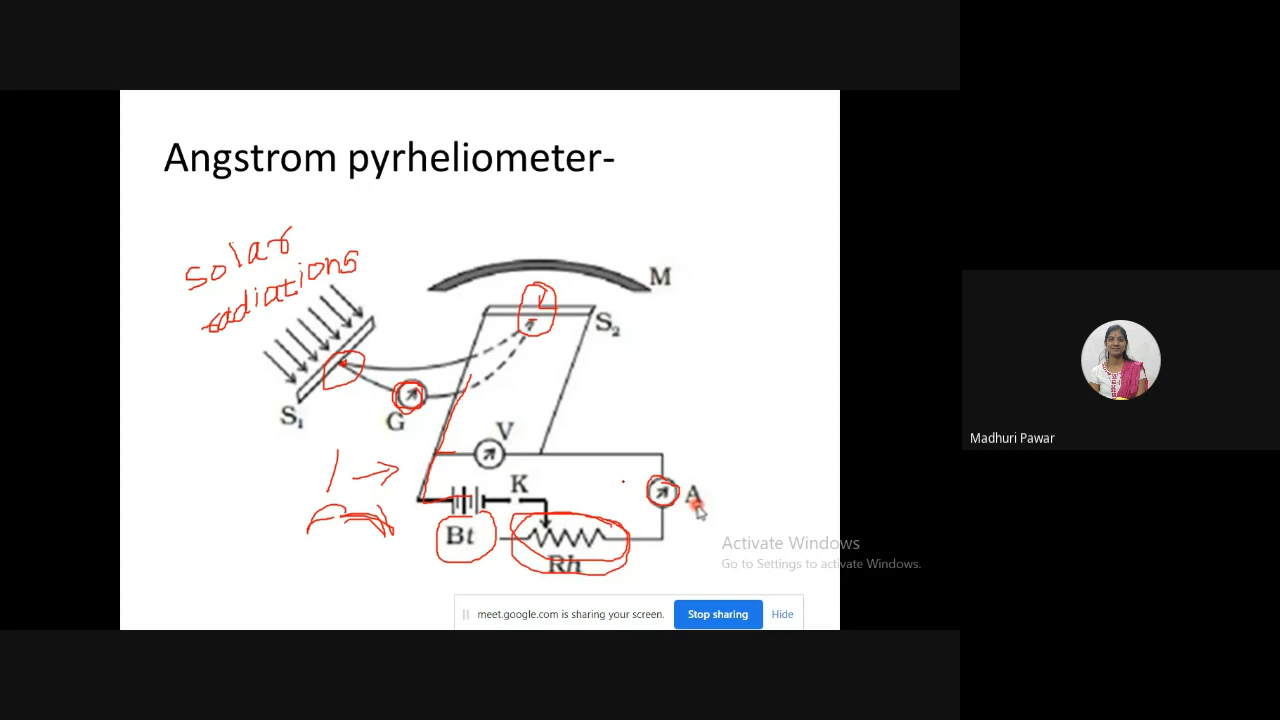 Angstrom pyrheliometer-
solar
radiations
M
S₂
S₁
G
V
K
A
Bt
Rh
Madhuri Pawar
Activate Windows
Go to Settings to activate Windows.
meet.google.com is sharing your screen.
Stop sharing
Hide